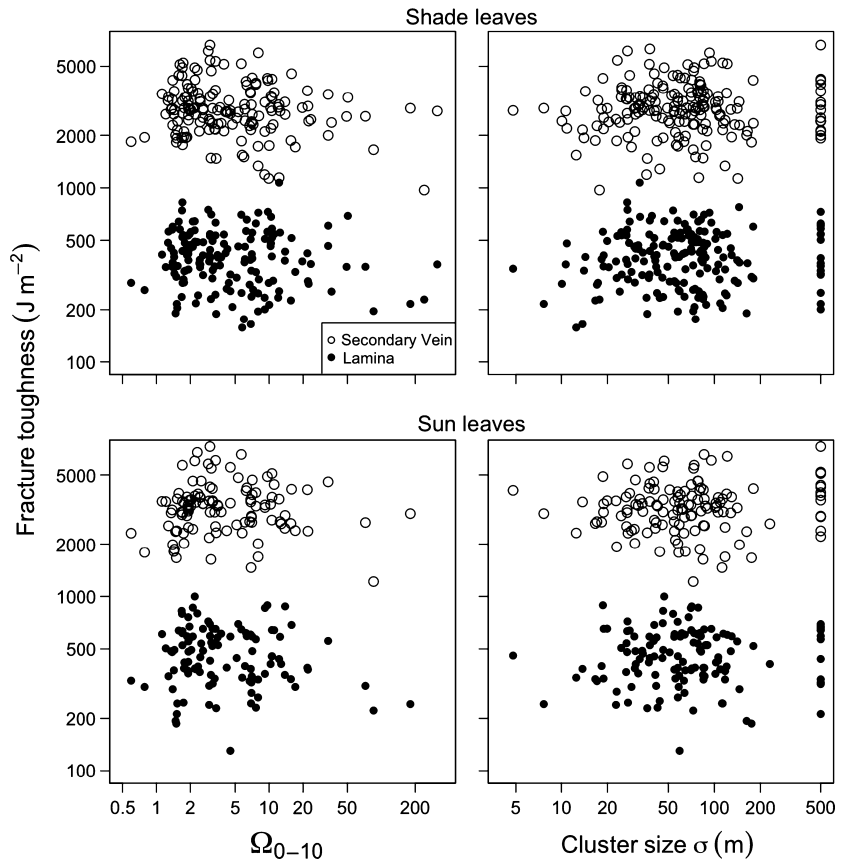 Shade leaves
5000
2000
1000
500
200
100
Secondary Vein
Lamina
Fracture toughness (J m⁻²)
Sun leaves
5000
2000
1000
500
200
100
0.5 1 2 5 10 20 50 200
5 10 20 50 100 200 500
Ω₀₋₁₀
Cluster size σ (m)